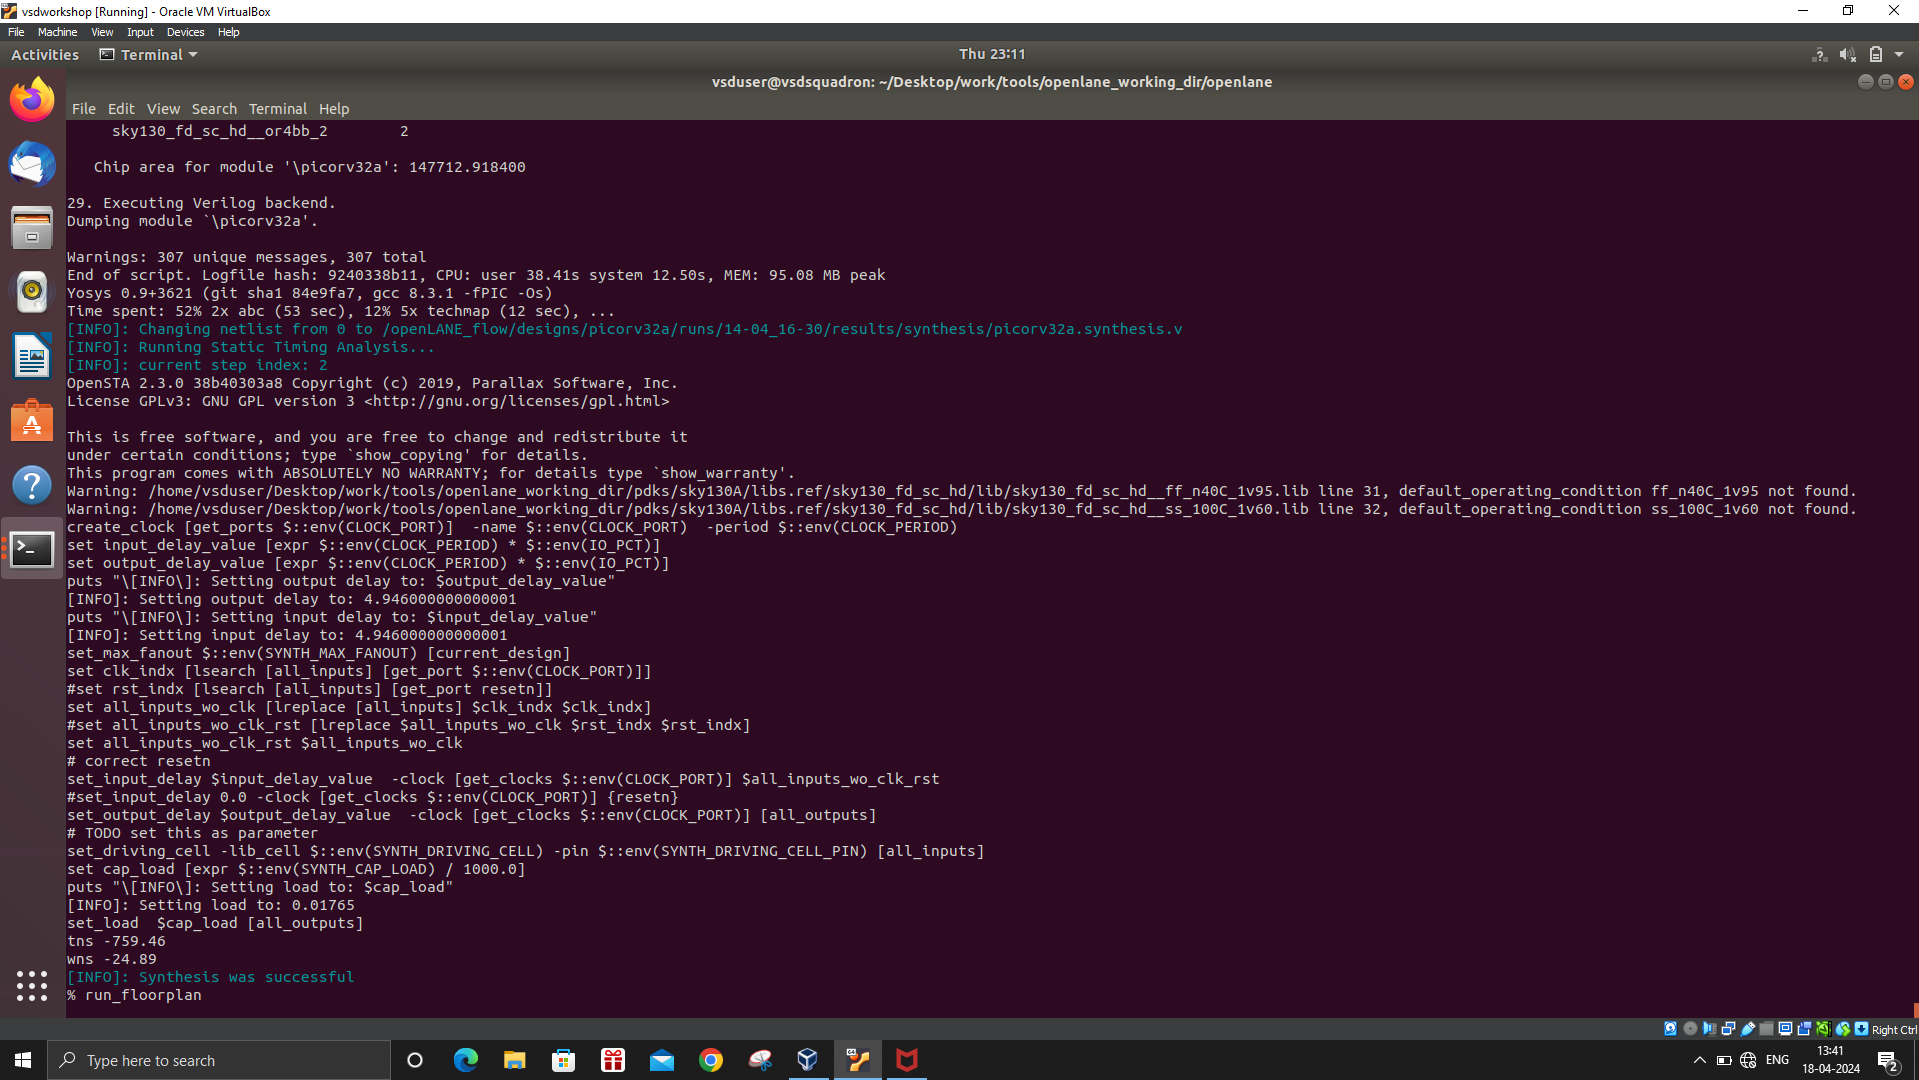 vsdworkshop [Running] - Oracle VM VirtualBox
File Machine View Input Devices Help
Activities Terminal Thu 23:11
vsduser@vsdsquadron: ~/Desktop/work/tools/openlane_working_dir/openlane
File Edit View Search Terminal Help
sky130_fd_sc_hd__or4bb_2 2
Chip area for module '\picorv32a': 147712.918400
29. Executing Verilog backend.
Dumping module `\picorv32a'.
Warnings: 307 unique messages, 307 total
End of script. Logfile hash: 9240338b11, CPU: user 38.41s system 12.50s, MEM: 95.08 MB peak
Yosys 0.9+3621 (git sha1 84e9fa7, gcc 8.3.1 -fPIC -Os)
Time spent: 52% 2x abc (53 sec), 12% 5x techmap (12 sec), ...
[INFO]: Changing netlist from 0 to /openLANE_flow/designs/picorv32a/runs/14-04_16-30/results/synthesis/picorv32a.synthesis.v
[INFO]: Running Static Timing Analysis...
[INFO]: current step index: 2
OpenSTA 2.3.0 38b40303a8 Copyright (c) 2019, Parallax Software, Inc.
License GPLv3: GNU GPL version 3 <http://gnu.org/licenses/gpl.html>
This is free software, and you are free to change and redistribute it
under certain conditions; type `show_copying' for details.
This program comes with ABSOLUTELY NO WARRANTY; for details type `show_warranty'.
Warning: /home/vsduser/Desktop/work/tools/openlane_working_dir/pdks/sky130A/libs.ref/sky130_fd_sc_hd/lib/sky130_fd_sc_hd__ff_n40C_1v95.lib line 31, default_operating_condition ff_n40C_1v95 not found.
Warning: /home/vsduser/Desktop/work/tools/openlane_working_dir/pdks/sky130A/libs.ref/sky130_fd_sc_hd/lib/sky130_fd_sc_hd__ss_100C_1v60.lib line 32, default_operating_condition ss_100C_1v60 not found.
create_clock [get_ports $::env(CLOCK_PORT)]  -name $::env(CLOCK_PORT)  -period $::env(CLOCK_PERIOD)
set input_delay_value [expr $::env(CLOCK_PERIOD) * $::env(IO_PCT)]
set output_delay_value [expr $::env(CLOCK_PERIOD) * $::env(IO_PCT)]
puts "\[INFO\]: Setting output delay to: $output_delay_value"
[INFO]: Setting output delay to: 4.946000000000001
puts "\[INFO\]: Setting input delay to: $input_delay_value"
[INFO]: Setting input delay to: 4.946000000000001
set_max_fanout $::env(SYNTH_MAX_FANOUT) [current_design]
set clk_indx [lsearch [all_inputs] [get_port $::env(CLOCK_PORT)]]
#set rst_indx [lsearch [all_inputs] [get_port resetn]]
set all_inputs_wo_clk [lreplace [all_inputs] $clk_indx $clk_indx]
#set all_inputs_wo_clk_rst [lreplace $all_inputs_wo_clk $rst_indx $rst_indx]
set all_inputs_wo_clk_rst $all_inputs_wo_clk
# correct resetn
set_input_delay $input_delay_value  -clock [get_clocks $::env(CLOCK_PORT)] $all_inputs_wo_clk_rst
#set_input_delay 0.0 -clock [get_clocks $::env(CLOCK_PORT)] {resetn}
set_output_delay $output_delay_value  -clock [get_clocks $::env(CLOCK_PORT)] [all_outputs]
# TODO set this as parameter
set_driving_cell -lib_cell $::env(SYNTH_DRIVING_CELL) -pin $::env(SYNTH_DRIVING_CELL_PIN) [all_inputs]
set cap_load [expr $::env(SYNTH_CAP_LOAD) / 1000.0]
puts "\[INFO\]: Setting load to: $cap_load"
[INFO]: Setting load to: 0.01765
set_load  $cap_load [all_outputs]
tns -759.46
wns -24.89
[INFO]: Synthesis was successful
% run_floorplan
Right Ctrl
Type here to search
ENG
13:41
18-04-2024
2